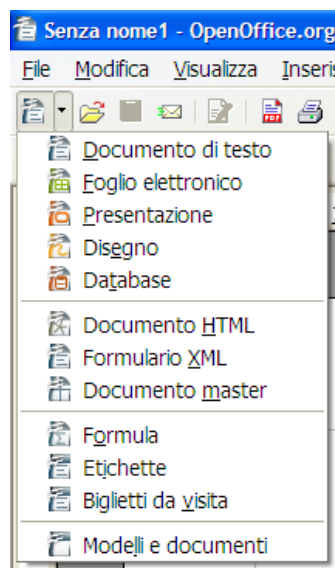 Senza nome1 - OpenOffice.org
File Modifica Visualizza Inseris
PDF
Documento di testo
Foglio elettronico
Presentazione
Disegno
Database
Documento HTML
Formulario XML
Documento master
Formula
Etichette
Biglietti da visita
Modelli e documenti